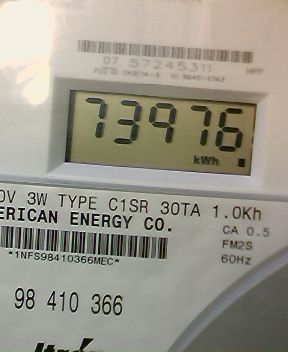 07 57245311
73976
kWh
0V 3W TYPE C1SR 30TA 1.0Kh
ERICAN ENERGY CO.
CA 0.5
FM2S
*1NFS98410366MEC*
60Hz
98 410 366
Itron